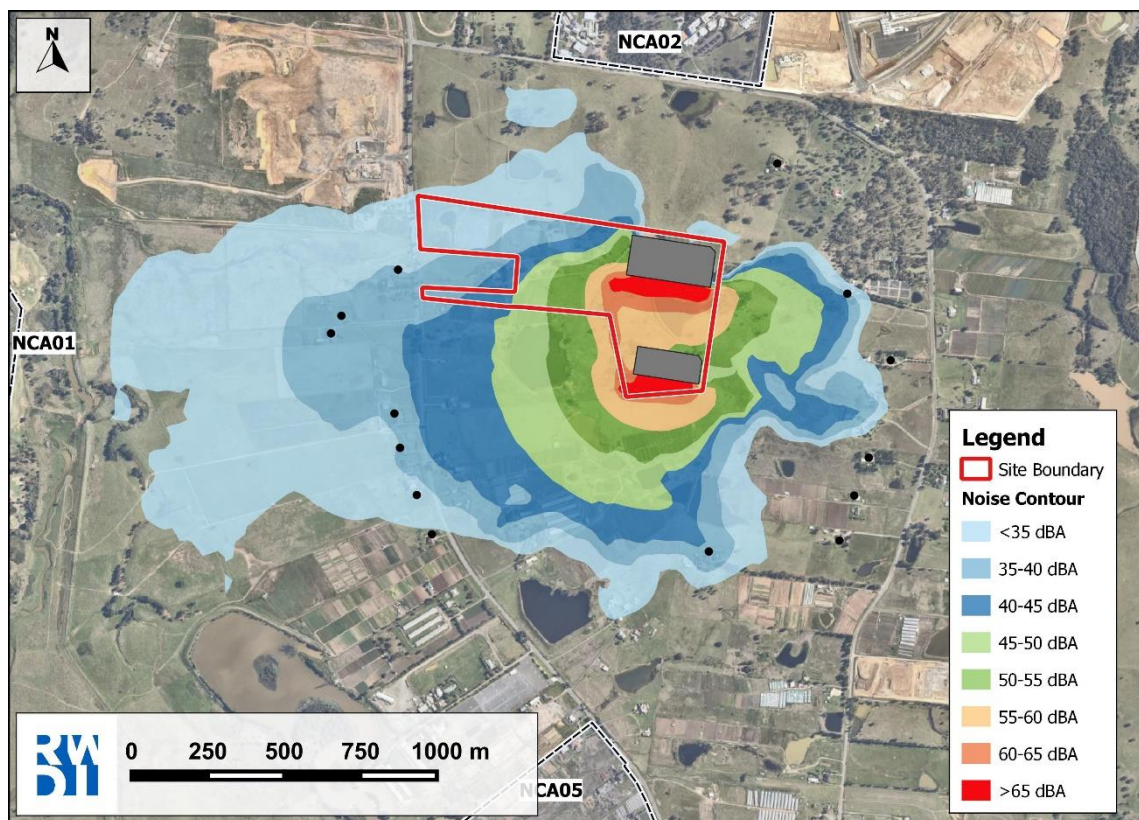 N
NCA02
NCA01
Legend
Site Boundary
Noise Contour
<35 dBA
35-40 dBA
40-45 dBA
45-50 dBA
50-55 dBA
55-60 dBA
60-65 dBA
>65 dBA
RWDI
0 250 500 750 1000 m
NCA05